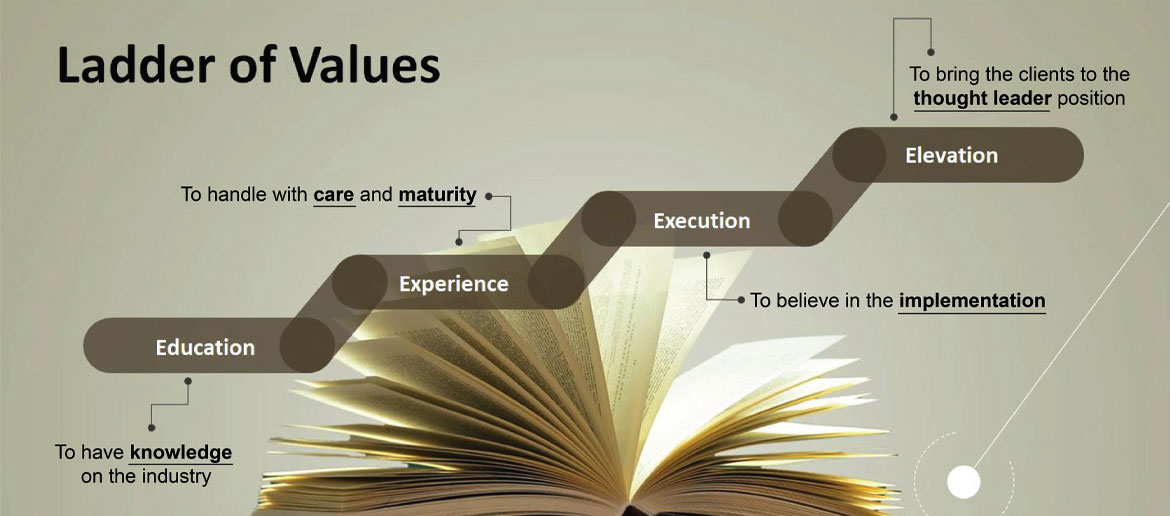 Ladder of Values
To bring the clients to the
thought leader position
Elevation
To handle with care and maturity
Execution
Experience
To believe in the implementation
Education
To have knowledge
on the industry